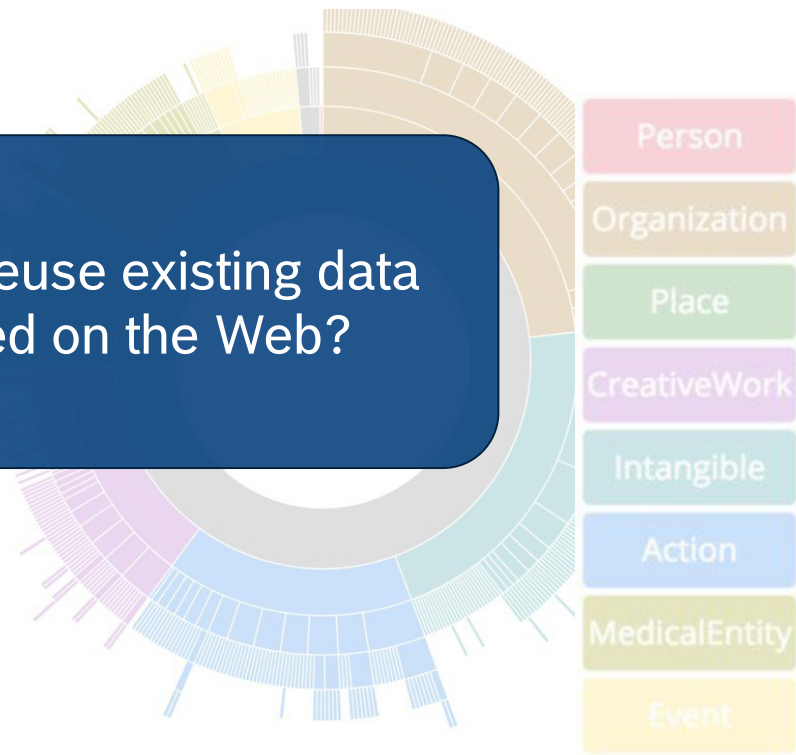 euse existing data
ed on the Web?
Person
Organization
Place
CreativeWork
Intangible
Action
MedicalEntity
Event